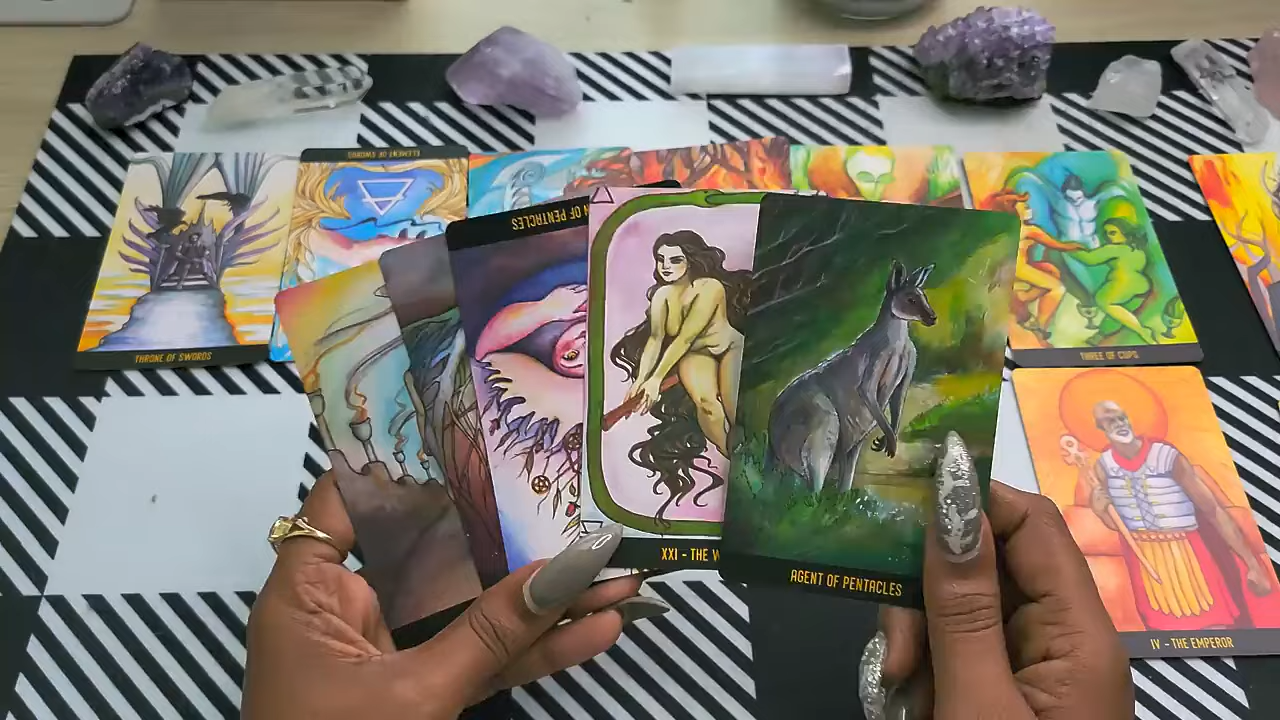 ELEMENT OF SWORDS
OF PENTACLES
THRONE OF SWORDS
THREE OF CUPS
XXI - THE W
AGENT OF PENTACLES
IV - THE EMPEROR